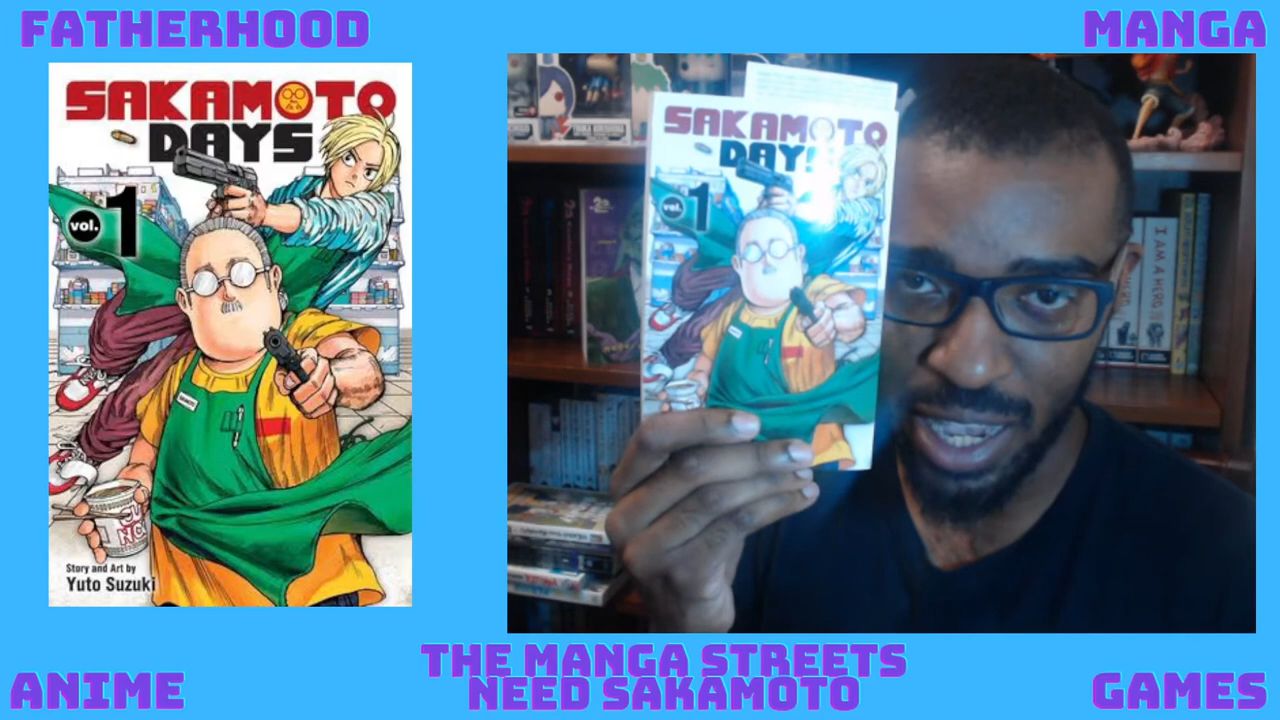 FATHERHOOD
MANGA
SAKAMOTO
DAYS
vol. 1
Story and Art by
Yuto Suzuki
SAKAMOTO
DAYS
vol. 1
I AM A HERO
THE MANGA STREETS
NEED SAKAMOTO
ANIME
GAMES